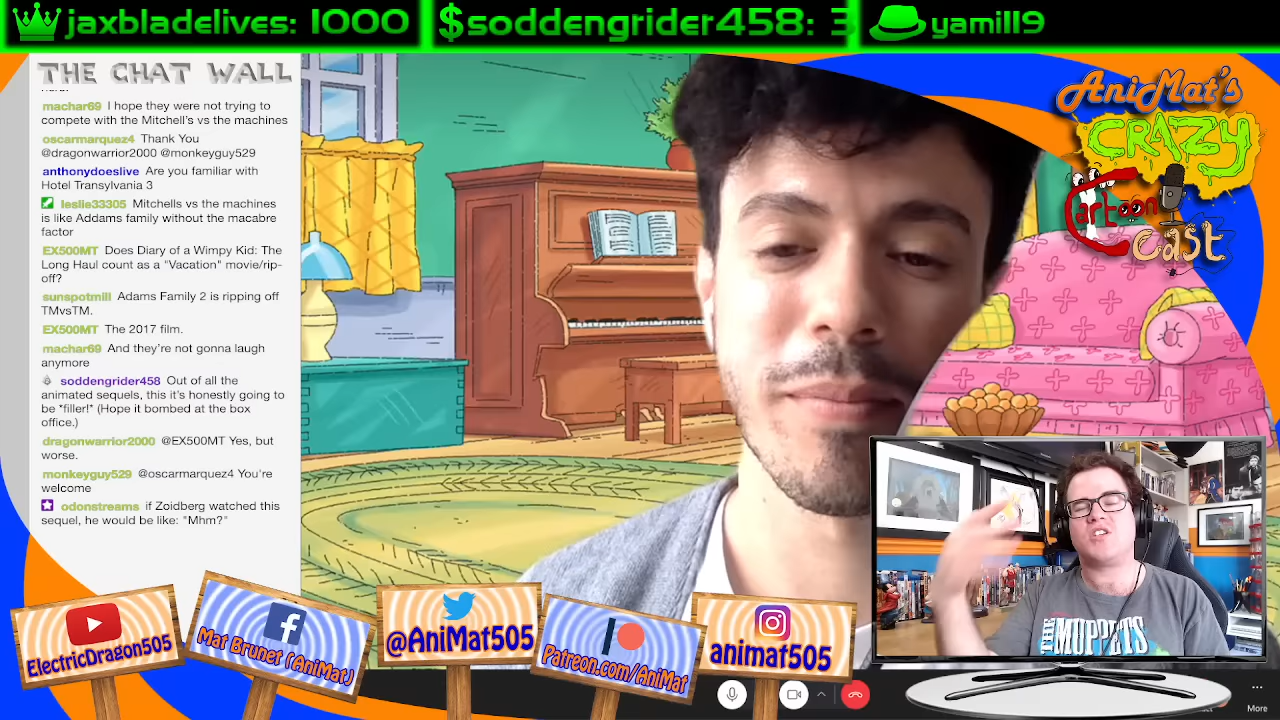 jaxbladelives: 1000
$soddengrider458: 3
yamill9
THE CHAT WALL
machar69 I hope they were not trying to
compete with the Mitchell's vs the machines
oscarmarquez4 Thank You
@dragonwarrior2000 @monkeyguy529
anthonydoeslive Are you familiar with
Hotel Transylvania 3
leslie33305 Mitchells vs the machines
is like Addams family without the macabre
factor
EX500MT Does Diary of a Wimpy Kid: The
Long Haul count as a "Vacation" movie/rip-
off?
sunspotmill Adams Family 2 is ripping off
TMvsTM.
EX500MT The 2017 film.
machar69 And they're not gonna laugh
anymore
soddengrider458 Out of all the
animated sequels, this it's honestly going to
be *filler!* (Hope it bombed at the box
office.)
dragonwarrior2000 @EX500MT Yes, but
worse.
monkeyguy529 @oscarmarquez4 You're
welcome
odonstreams if Zoidberg watched this
sequel, he would be like: "Mhm?"
AniMat's
CRAZY
Cartoon
Cast
THE
MUPPETS
ElectricDragon505
Mat Brunet (AniMat)
@AniMat505
Patreon.com/AniMat
animat505
More